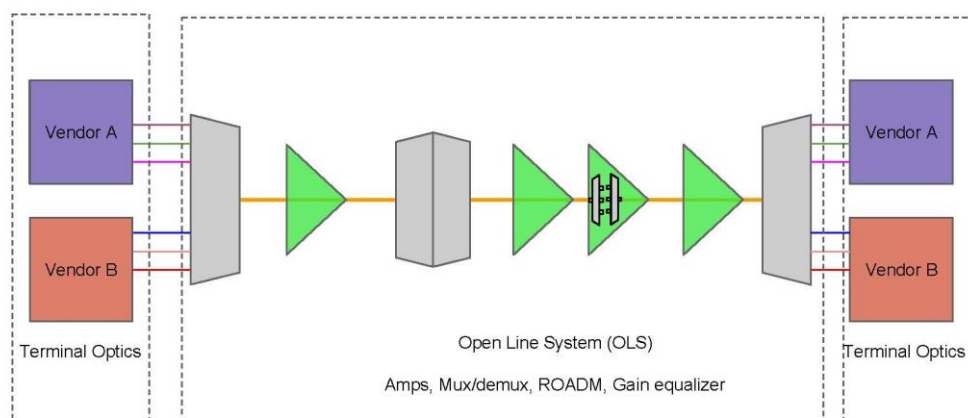 Vendor A
Vendor B
Terminal Optics
Open Line System (OLS)
Amps, Mux/demux, ROADM, Gain equalizer
Vendor A
Vendor B
Terminal Optics